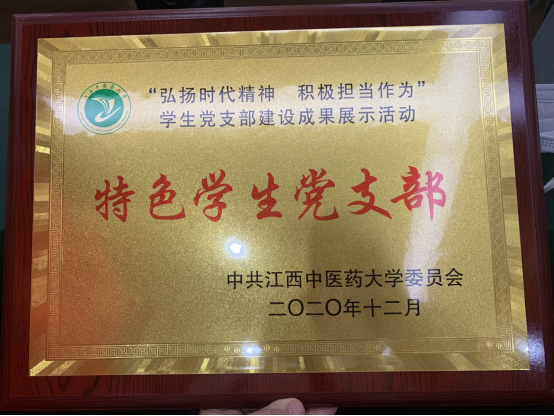 “弘扬时代精神　积极担当作为”
学生党支部建设成果展示活动
特色学生党支部
中共江西中医药大学委员会
二〇二〇年十二月